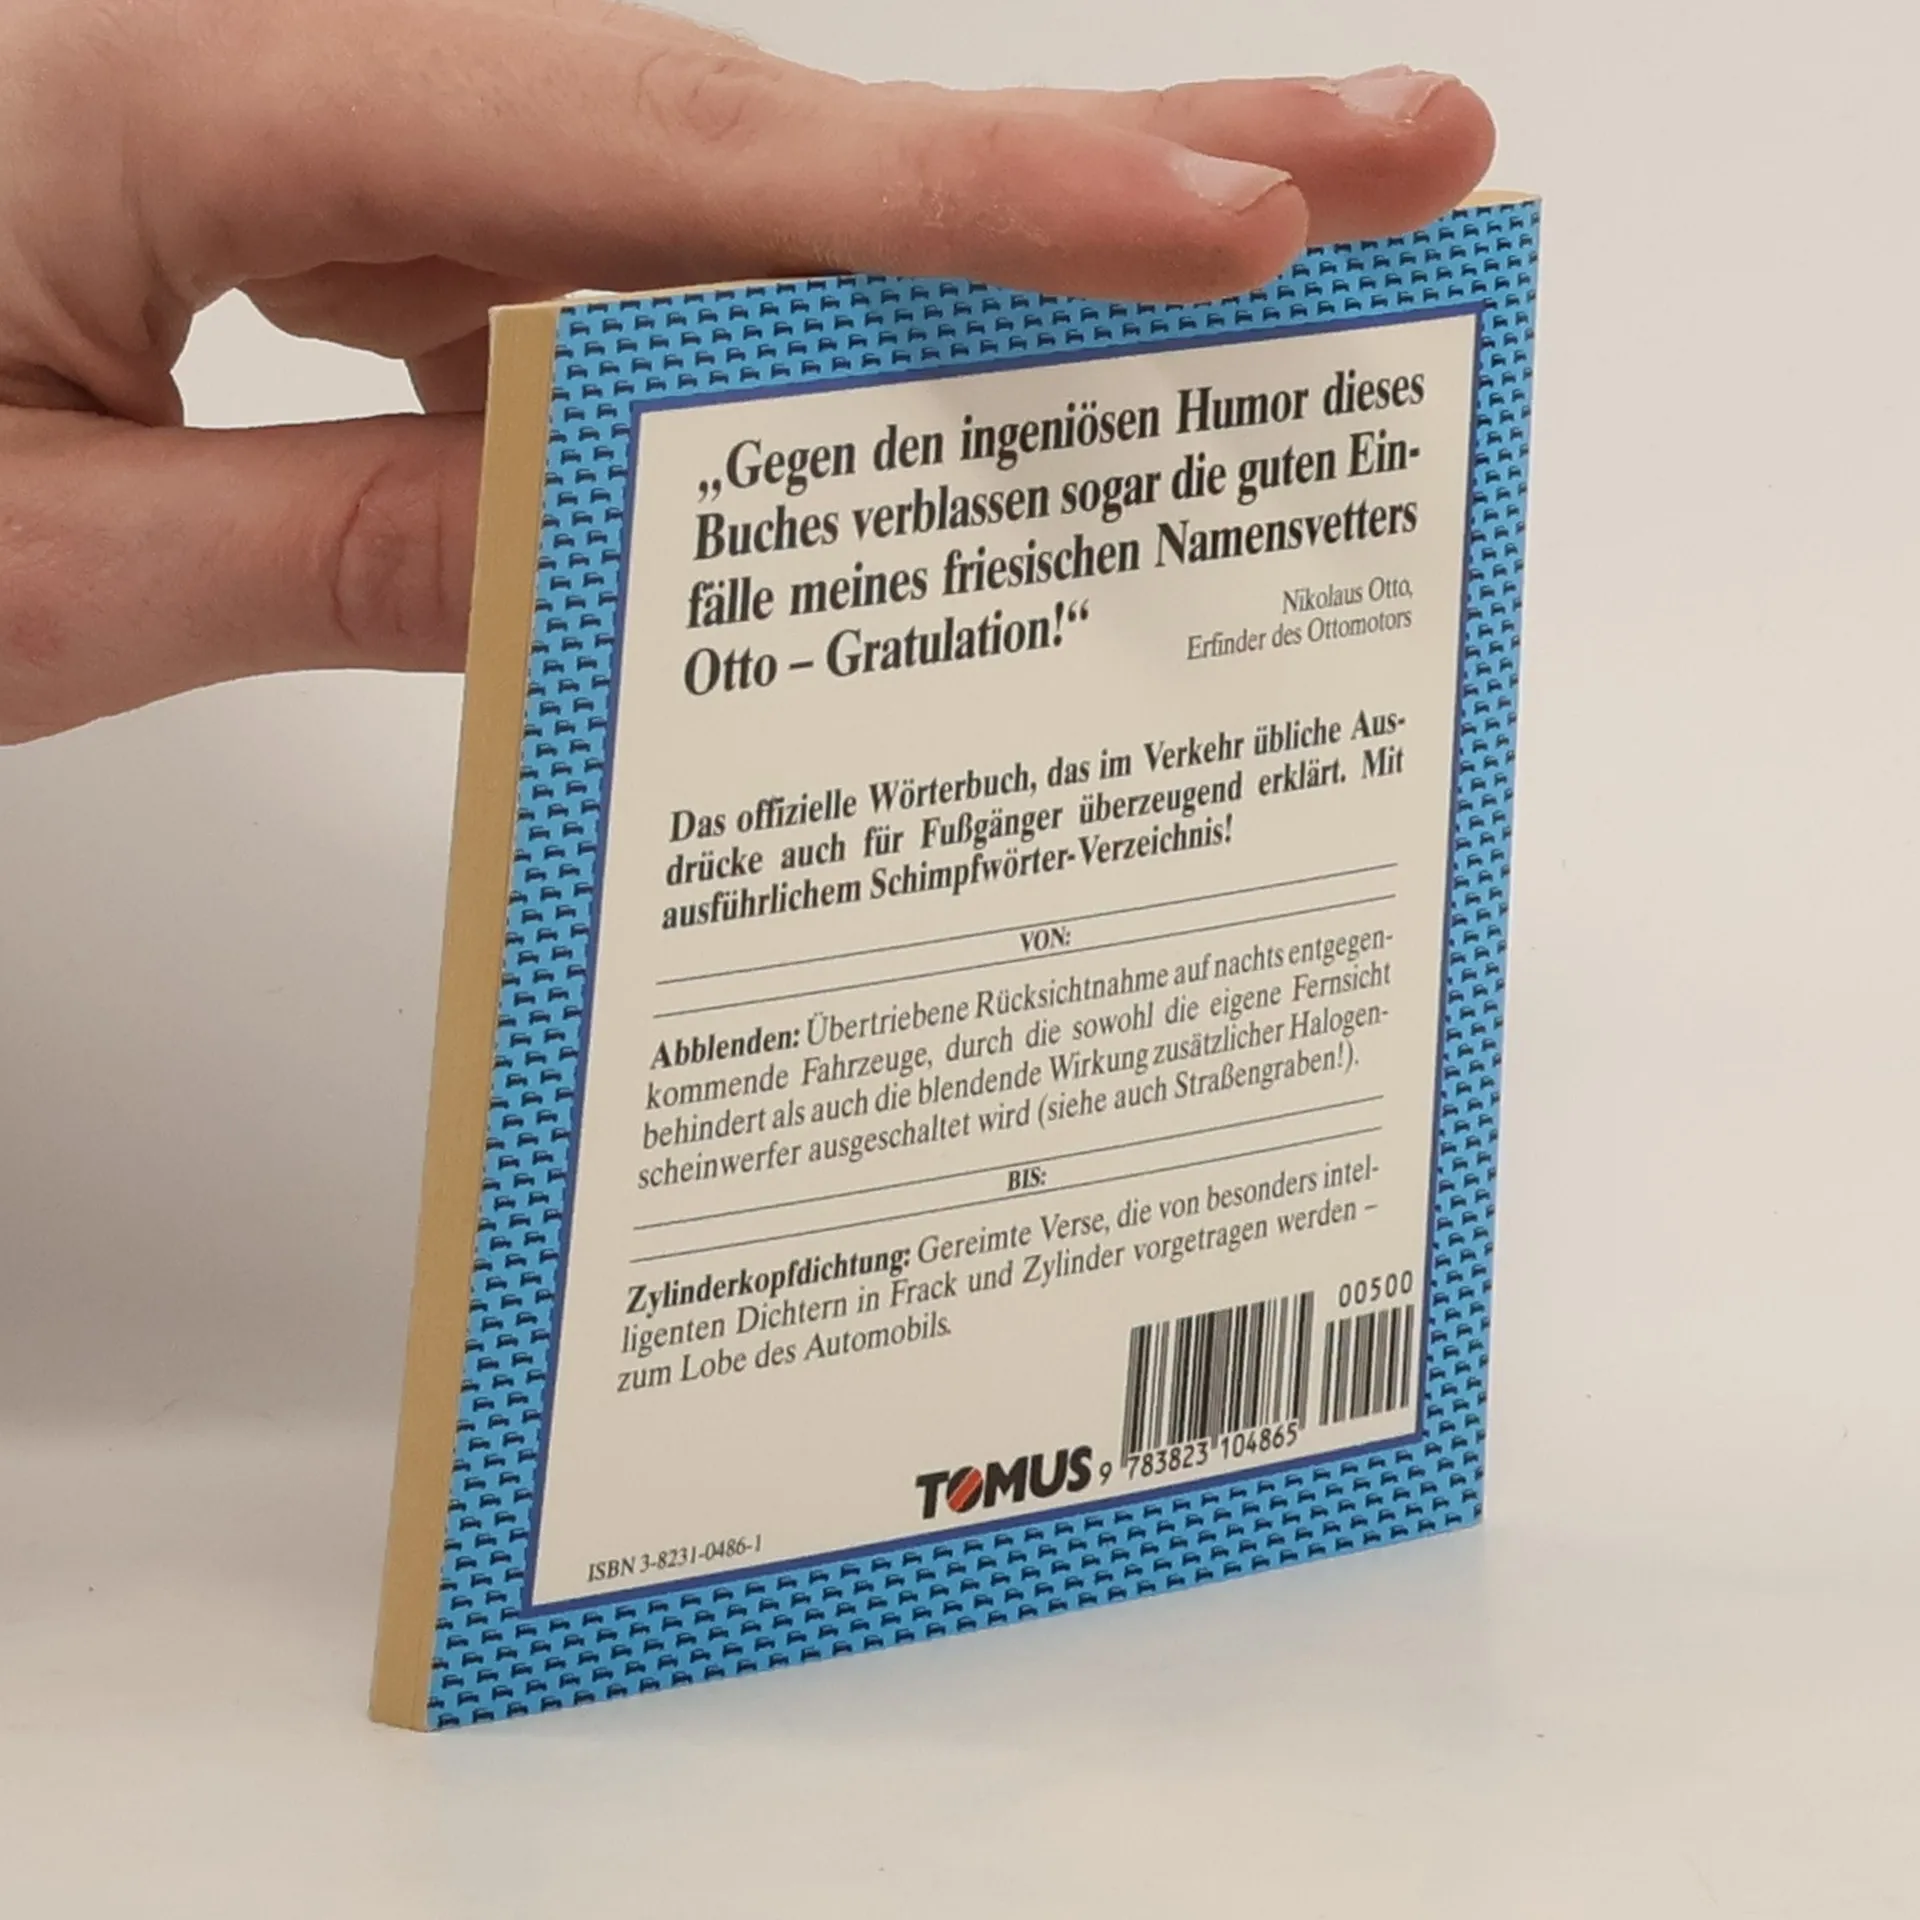 „Gegen den ingeniösen Humor dieses
Buches verblassen sogar die guten Ein-
fälle meines friesischen Namensvetters
Otto – Gratulation!“
Nikolaus Otto,
Erfinder des Ottomotors
Das offizielle Wörterbuch, das im Verkehr übliche Aus-
drücke auch für Fußgänger überzeugend erklärt. Mit
ausführlichem Schimpfwörter-Verzeichnis!
VON:
Abblenden: Übertriebene Rücksichtnahme auf nachts entgegen-
kommende Fahrzeuge, durch die sowohl die eigene Fernsicht
behindert als auch die blendende Wirkung zusätzlicher Halogen-
scheinwerfer ausgeschaltet wird (siehe auch Straßengraben!).
BIS:
Zylinderkopfdichtung: Gereimte Verse, die von besonders intel-
ligenten Dichtern in Frack und Zylinder vorgetragen werden –
zum Lobe des Automobils.
00500
TOMUS
9 783823 104865
ISBN 3-8231-0486-1